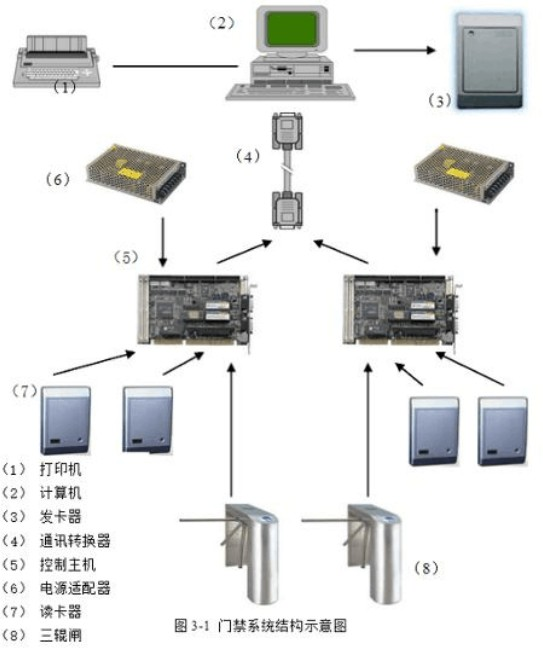 （1）
（2）
（3）
（4）
（6）
（5）
（7）
（8）
（1） 打印机
（2） 计算机
（3） 发卡器
（4） 通讯转换器
（5） 控制主机
（6） 电源适配器
（7） 读卡器
（8） 三辊闸
图 3-1 门禁系统结构示意图